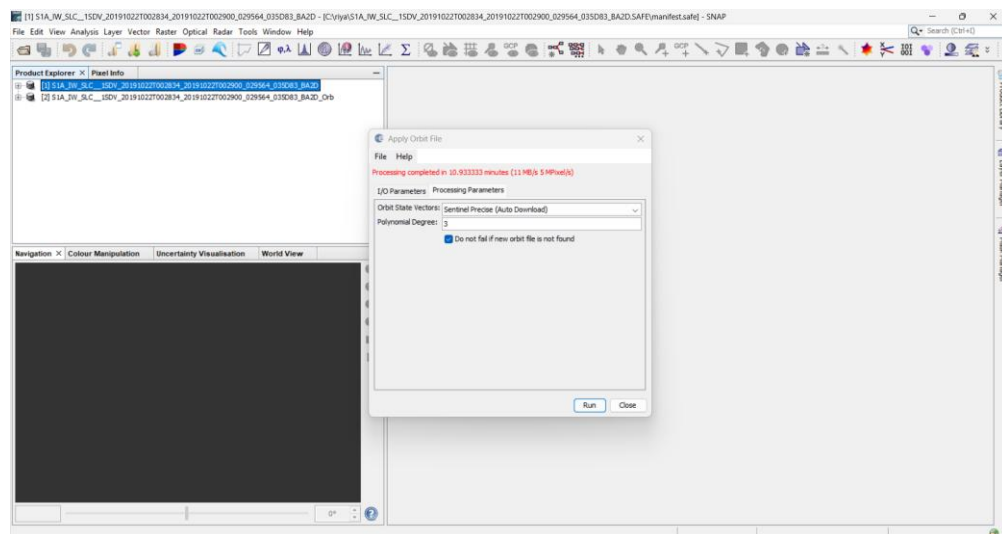 [1] S1A_IW_SLC__1SDV_20191022T002834_20191022T002900_029564_035D83_BA2D - [C:\riya\S1A_IW_SLC__1SDV_20191022T002834_20191022T002900_029564_035D83_BA2D.SAFE\manifest.safe] - SNAP
File Edit View Analysis Layer Vector Raster Optical Radar Tools Window Help
Search (Ctrl+I)
Product Explorer × Pixel Info
[1] S1A_IW_SLC__1SDV_20191022T002834_20191022T002900_029564_035D83_BA2D
[2] S1A_IW_SLC__1SDV_20191022T002834_20191022T002900_029564_035D83_BA2D_Orb
Apply Orbit File
File Help
Processing completed in 10.933333 minutes (11 MB/s 5 MPixel/s)
I/O Parameters Processing Parameters
Orbit State Vectors: Sentinel Precise (Auto Download)
Polynomial Degree: 3
Do not fail if new orbit file is not found
Run Close
Navigation × Colour Manipulation Uncertainty Visualisation World View
0°